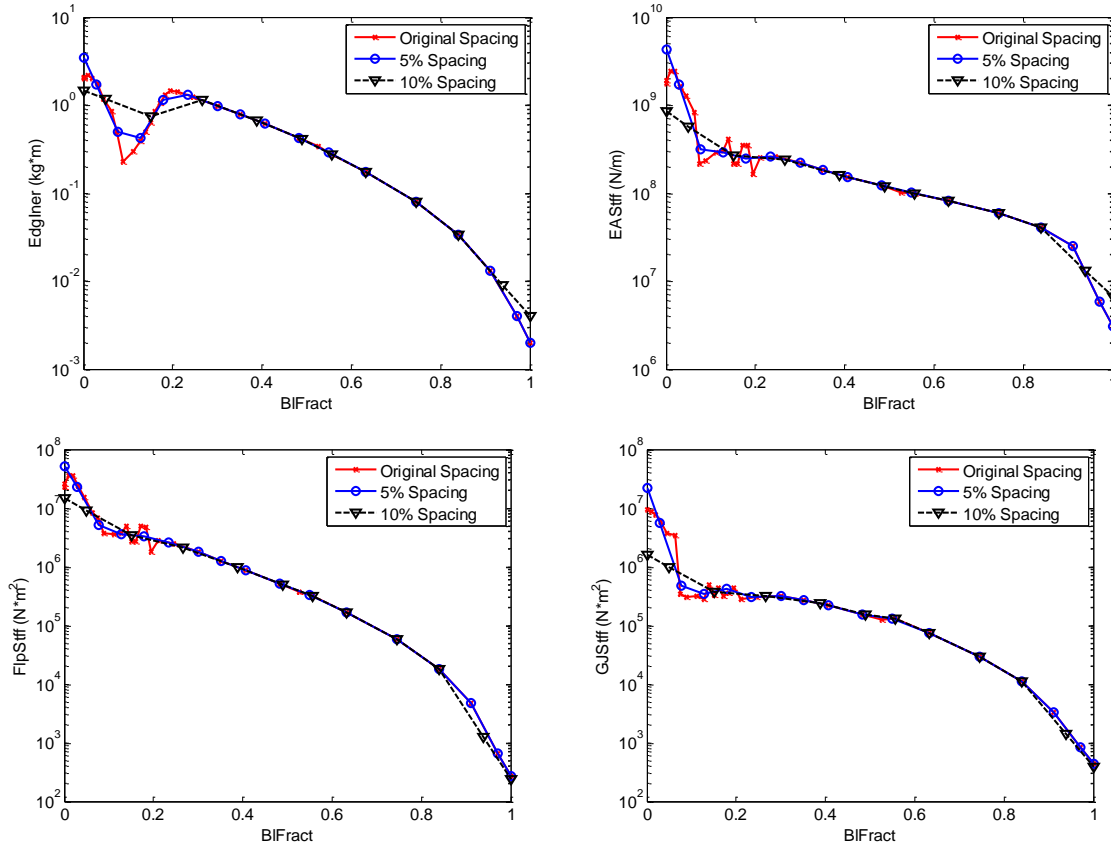 Original Spacing
5% Spacing
10% Spacing
10^1
10^0
10^-1
10^-2
10^-3
EdgIner (kg*m)
0 0.2 0.4 0.6 0.8 1
BlFract
Original Spacing
5% Spacing
10% Spacing
10^10
10^9
10^8
10^7
10^6
EAStff (N/m)
0 0.2 0.4 0.6 0.8 1
BlFract
Original Spacing
5% Spacing
10% Spacing
10^8
10^7
10^6
10^5
10^4
10^3
10^2
FlpStff (N*m^2)
0 0.2 0.4 0.6 0.8 1
BlFract
Original Spacing
5% Spacing
10% Spacing
10^8
10^7
10^6
10^5
10^4
10^3
10^2
GJStff (N*m^2)
0 0.2 0.4 0.6 0.8 1
BlFract